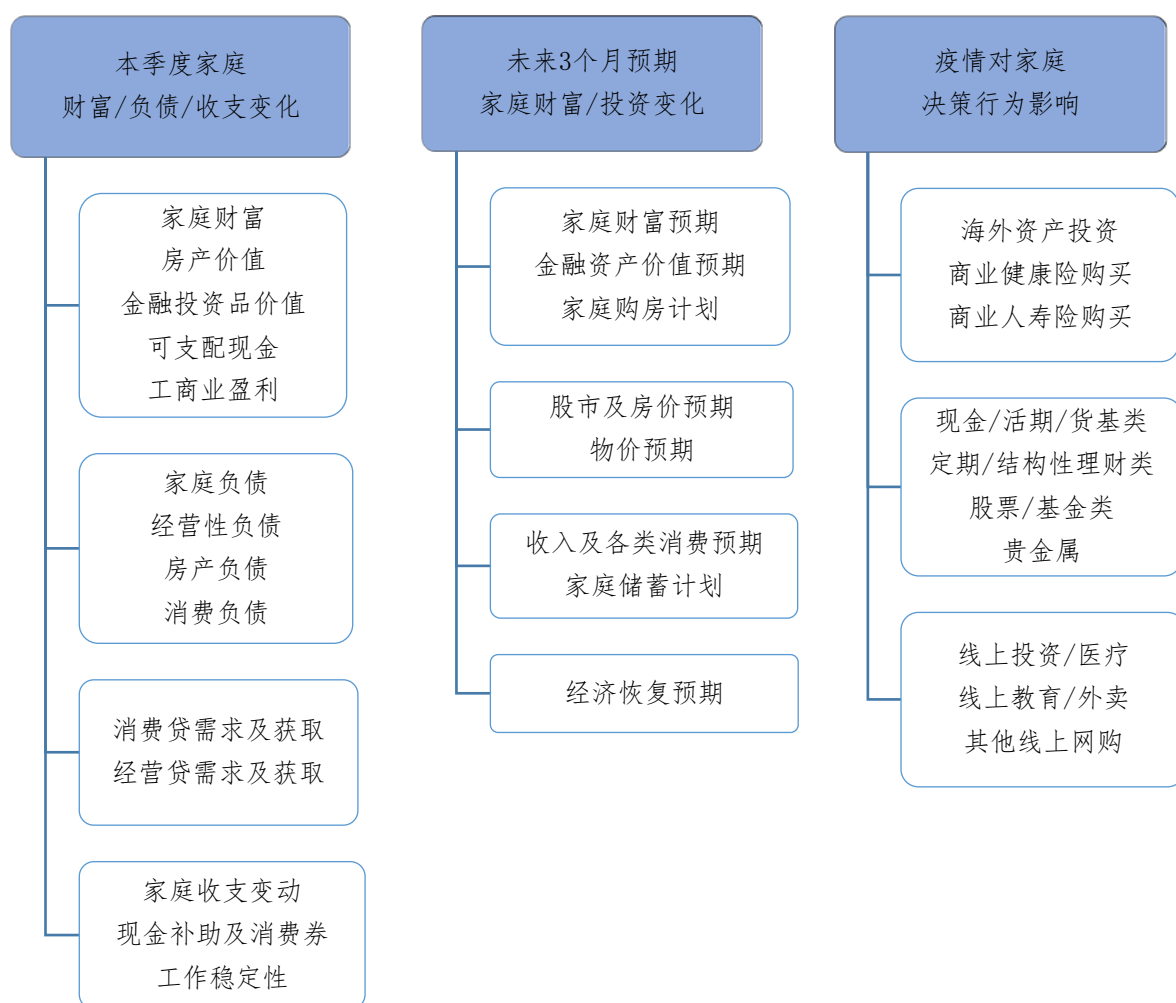 本季度家庭
财富/负债/收支变化
家庭财富
房产价值
金融投资品价值
可支配现金
工商业盈利
家庭负债
经营性负债
房产负债
消费负债
消费贷需求及获取
经营贷需求及获取
家庭收支变动
现金补助及消费券
工作稳定性
未来3个月预期
家庭财富/投资变化
家庭财富预期
金融资产价值预期
家庭购房计划
股市及房价预期
物价预期
收入及各类消费预期
家庭储蓄计划
经济恢复预期
疫情对家庭
决策行为影响
海外资产投资
商业健康险购买
商业人寿险购买
现金/活期/货基类
定期/结构性理财类
股票/基金类
贵金属
线上投资/医疗
线上教育/外卖
其他线上网购